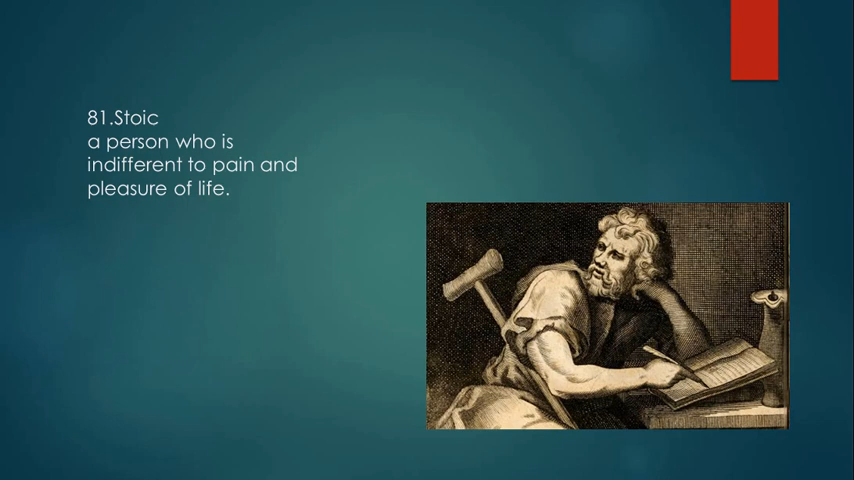 81.Stoic
a person who is
indifferent to pain and
pleasure of life.